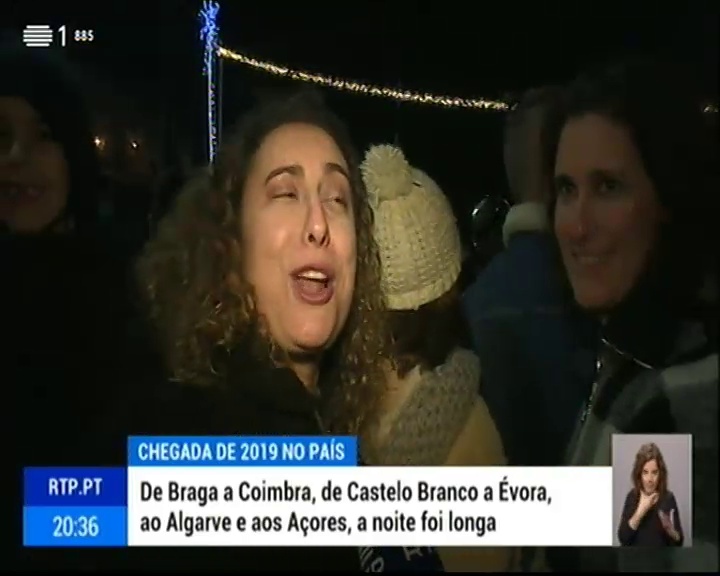 1 885
CHEGADA DE 2019 NO PAÍS
RTP.PT
De Braga a Coimbra, de Castelo Branco a Évora,
20:36
ao Algarve e aos Açores, a noite foi longa